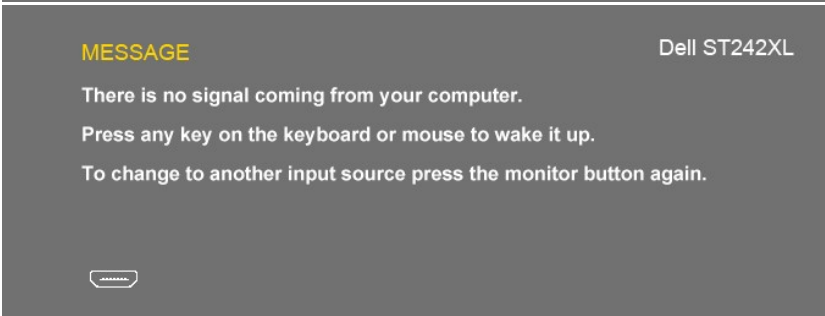 MESSAGE
Dell ST242XL
There is no signal coming from your computer.
Press any key on the keyboard or mouse to wake it up.
To change to another input source press the monitor button again.